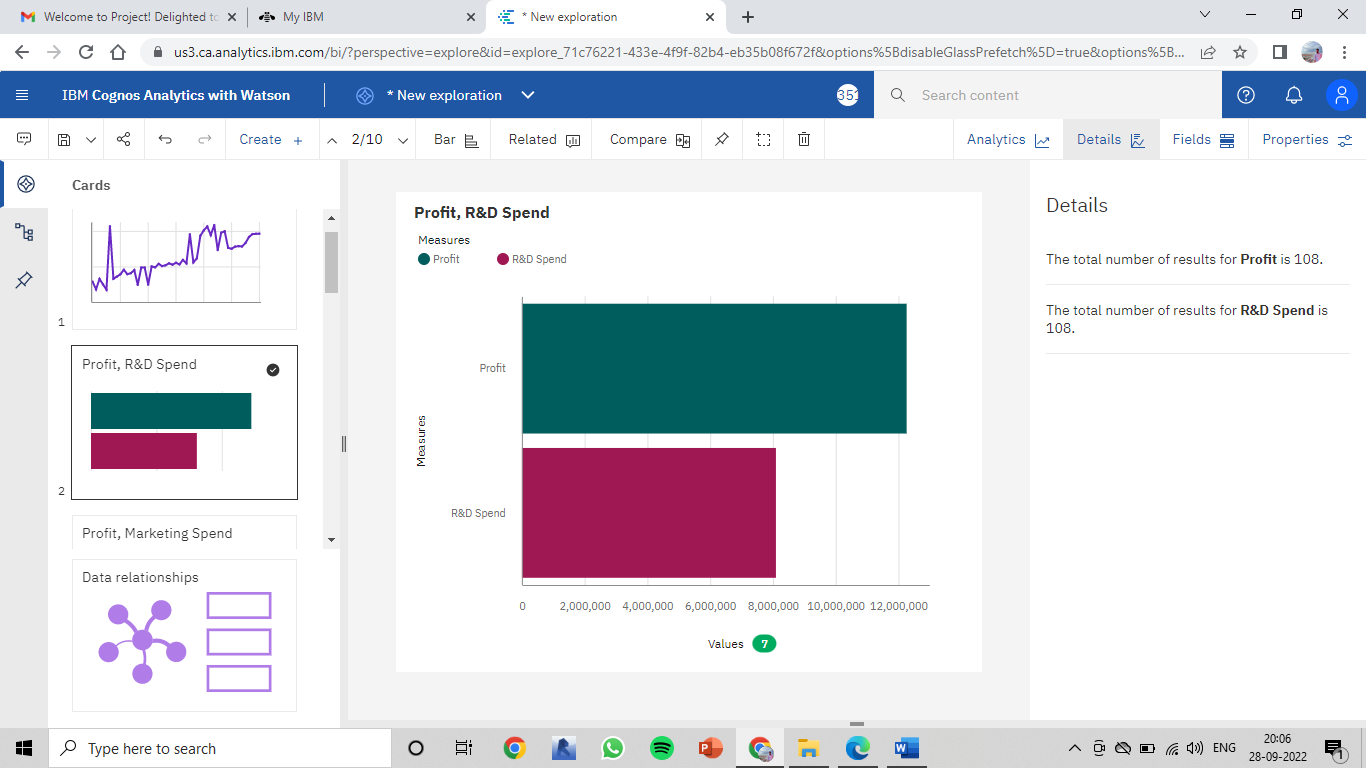 Welcome to Project! Delighted to
My IBM
* New exploration
us3.ca.analytics.ibm.com/bi/?perspective=explore&id=explore_71c76221-433e-4f9f-82b4-eb35b08f672f&options%5BdisableGlassPrefetch%5D=true&options%5B...
IBM Cognos Analytics with Watson
* New exploration
Search content
Create +
2/10
Bar
Related
Compare
Analytics
Details
Fields
Properties
Cards
1
Profit, R&D Spend
2
Profit, Marketing Spend
Data relationships
Profit, R&D Spend
Measures
Profit
R&D Spend
Measures
Profit
R&D Spend
0 2,000,000 4,000,000 6,000,000 8,000,000 10,000,000 12,000,000
Values 7
Details
The total number of results for Profit is 108.
The total number of results for R&D Spend is
108.
Type here to search
ENG
20:06
28-09-2022
1